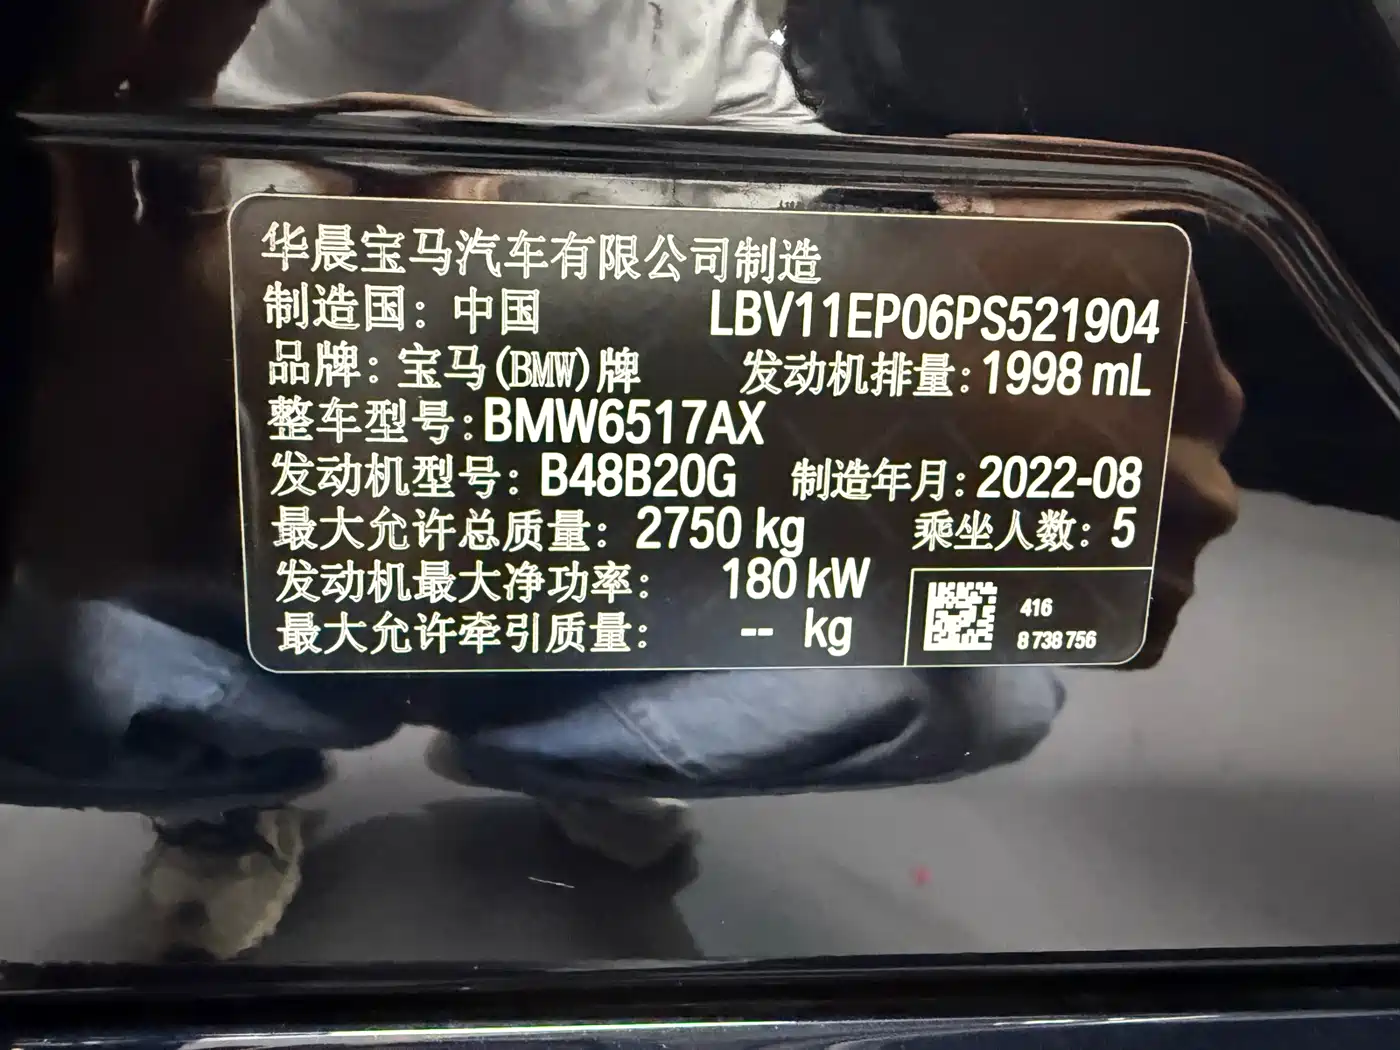 华晨宝马汽车有限公司制造
制造国：中国 LBV11EP06PS521904
品牌：宝马(BMW)牌 发动机排量：1998 mL
整车型号：BMW6517AX
发动机型号：B48B20G 制造年月：2022-08
最大允许总质量：2750 kg 乘坐人数：5
发动机最大净功率：180 kW
最大允许牵引质量：-- kg
416
8 738 756